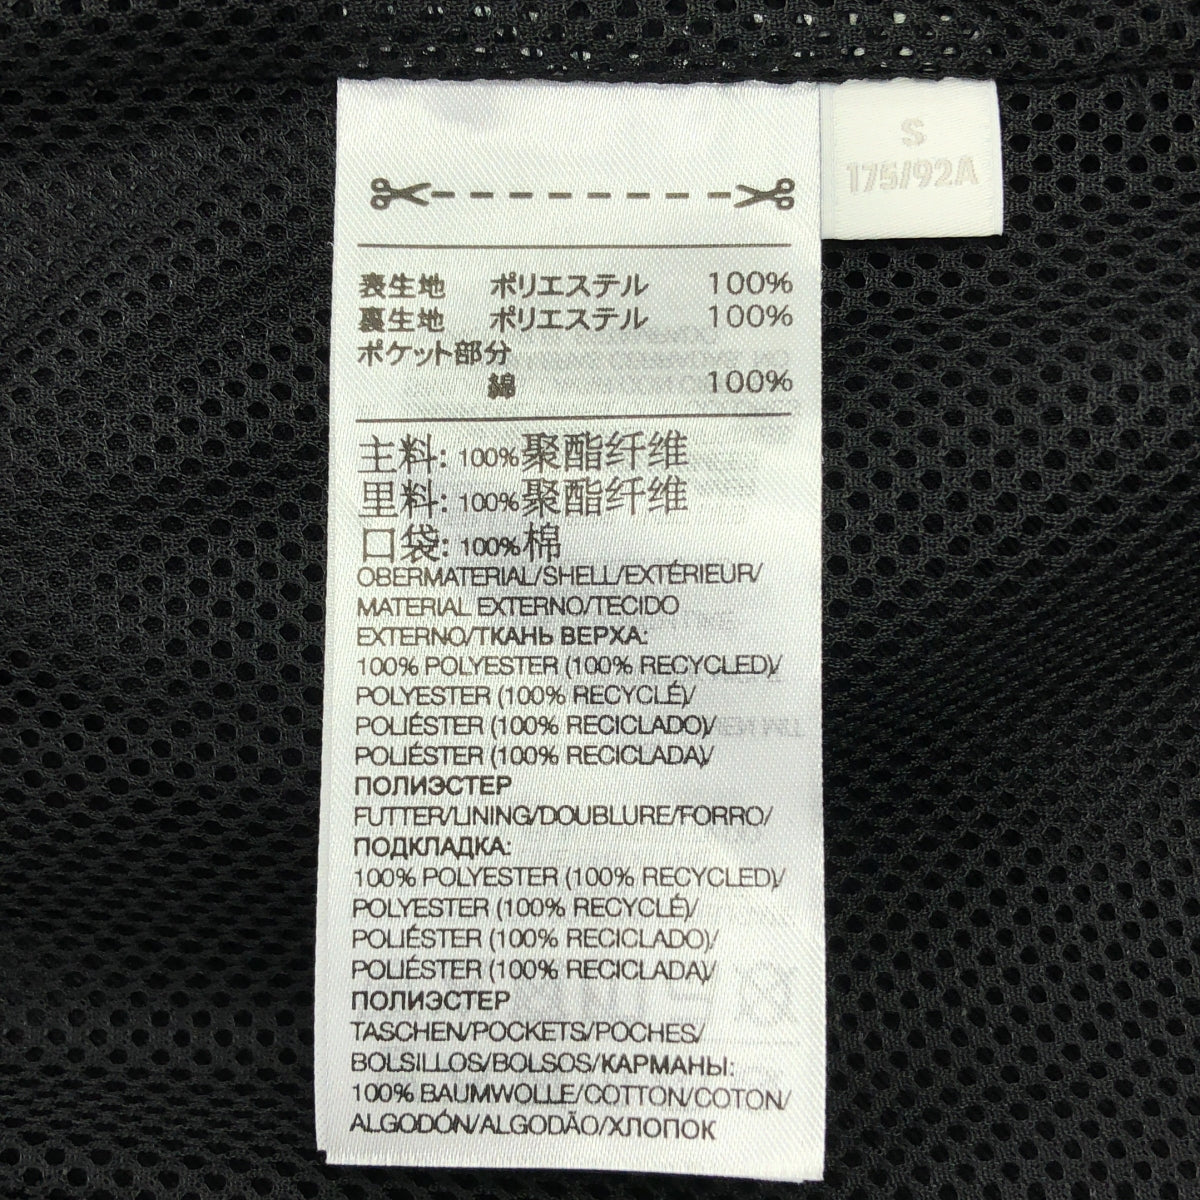 S
175/92A
表生地 ポリエステル 100%
裏生地 ポリエステル 100%
ポケット部分
綿 100%
主料: 100%聚酯纤维
里料: 100%聚酯纤维
口袋: 100%棉
OBERMATERIAL/SHELL/EXTÉRIEUR/
MATERIAL EXTERNO/TECIDO
EXTERNO/ТКАНЬ ВЕРХА:
100% POLYESTER (100% RECYCLED)/
POLYESTER (100% RECYCLÉ)/
POLIÉSTER (100% RECICLADO)/
POLIÉSTER (100% RECICLADA)/
ПОЛИЭСТЕР
FUTTER/LINING/DOUBLURE/FORRO/
ПОДКЛАДКА:
100% POLYESTER (100% RECYCLED)/
POLYESTER (100% RECYCLÉ)/
POLIÉSTER (100% RECICLADO)/
POLIÉSTER (100% RECICLADA)/
ПОЛИЭСТЕР
TASCHEN/POCKETS/POCHES/
BOLSILLOS/BOLSOS/КАРМАНЫ:
100% BAUMWOLLE/COTTON/COTON/
ALGODÓN/ALGODÃO/ХЛОПОК